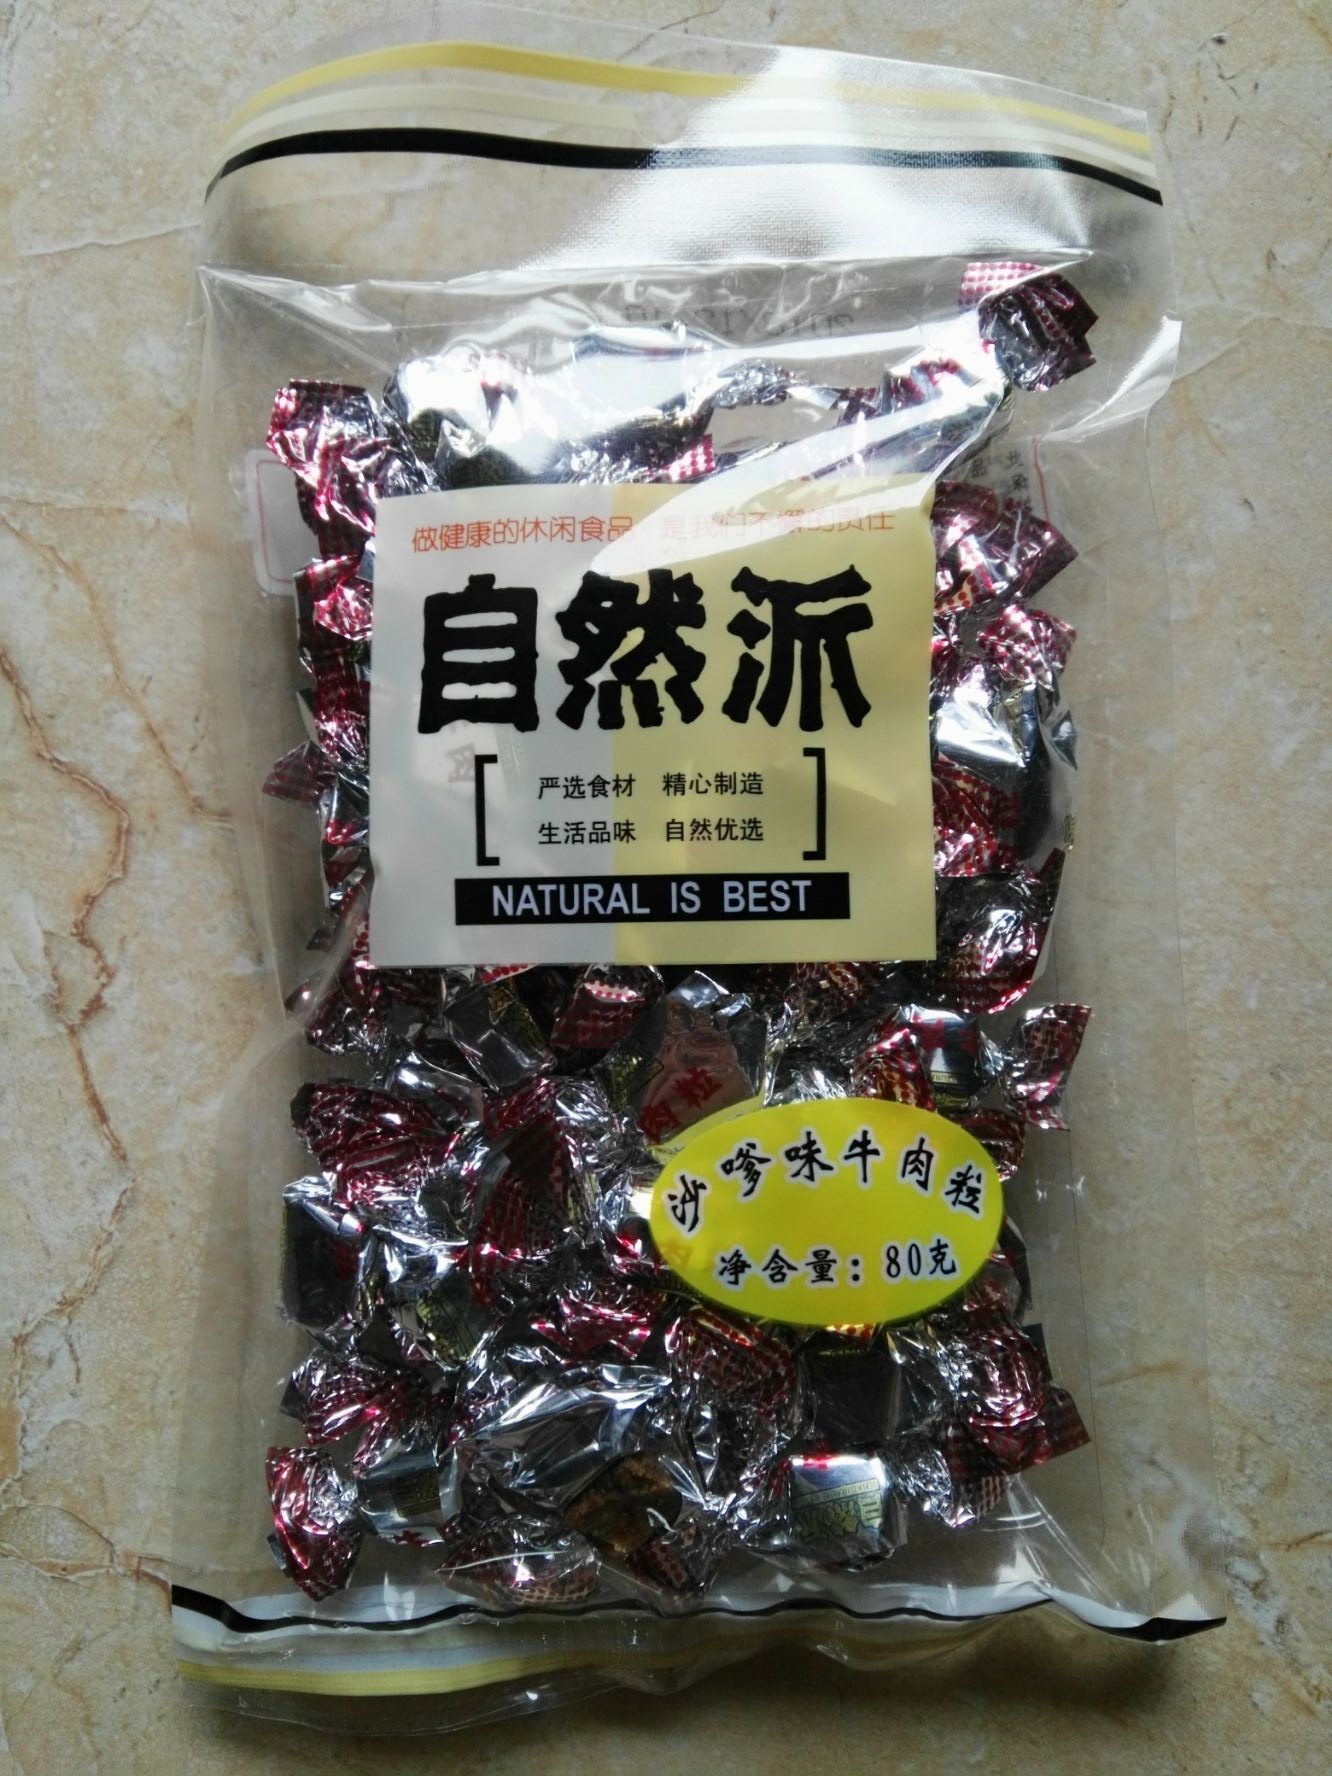 做健康的休闲食品 是我们不懈的责任
自然派
严选食材 精心制造
生活品味 自然优选
NATURAL IS BEST
肉粒
沙嗲味牛肉粒
净含量：80克